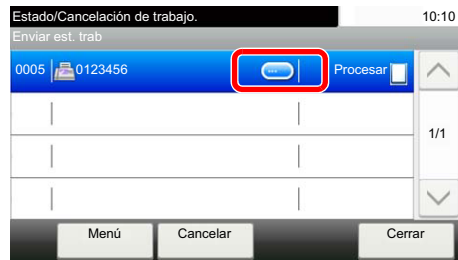 Estado/Cancelación de trabajo. 10:10
Enviar est. trab
0005 0123456 ... Procesar
1/1
Menú Cancelar Cerrar